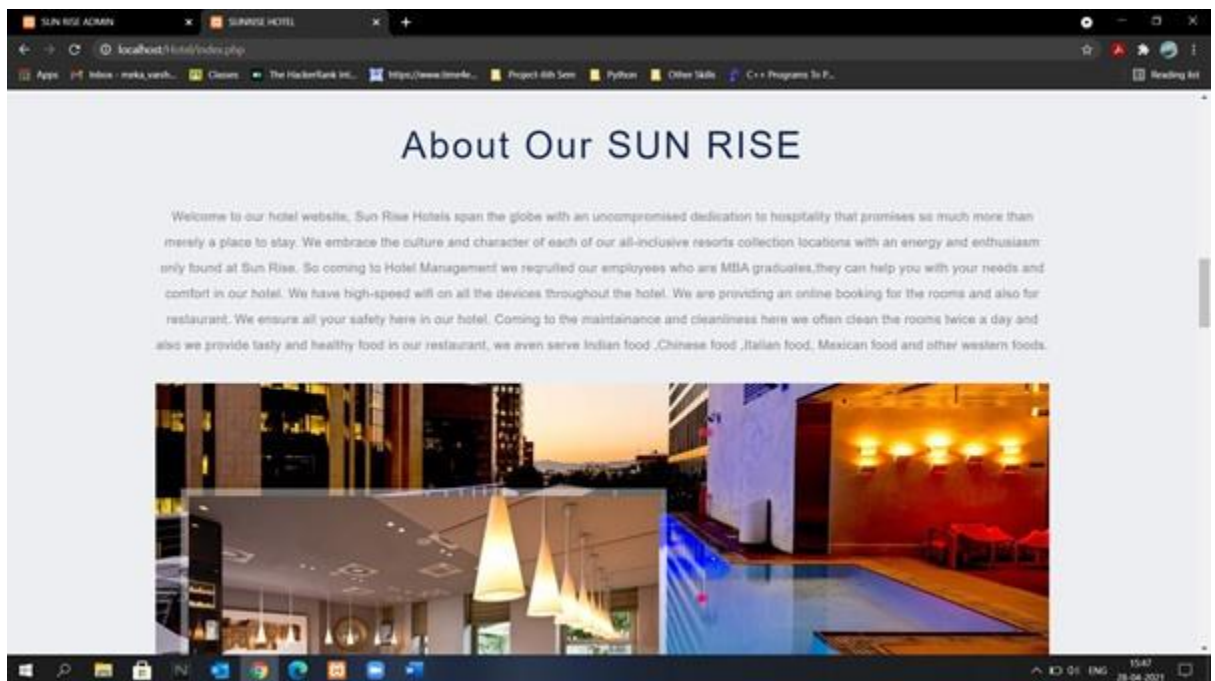 SUN RISE ADMIN
SUNRISE HOTEL
localhost/Hotel/index.php
Apps
Inbox - meka_varsh...
Classes
The HackerRank Int...
Project 6th Sem
Python
Other Skills
C++ Programs To P...
Reading list
About Our SUN RISE
Welcome to our hotel website, Sun Rise Hotels span the globe with an uncompromised dedication to hospitality that promises so much more than
merely a place to stay. We embrace the culture and character of each of our all-inclusive resorts collection locations with an energy and enthusiasm
only found at Sun Rise. So coming to Hotel Management we reqruiled our employees who are MBA graduates,they can help you with your needs and
comfort in our hotel. We have high-speed wifi on all the devices throughout the hotel. We are providing an online booking for the rooms and also for
restaurant. We ensure all your safety here in our hotel. Coming to the maintainance and cleanliness here we often clean the rooms twice a day and
also we provide tasty and healthy food in our restaurant, we even serve Indian food ,Chinese food ,Italian food, Mexican food and other western foods.
ENG
15:47
28-04-2021